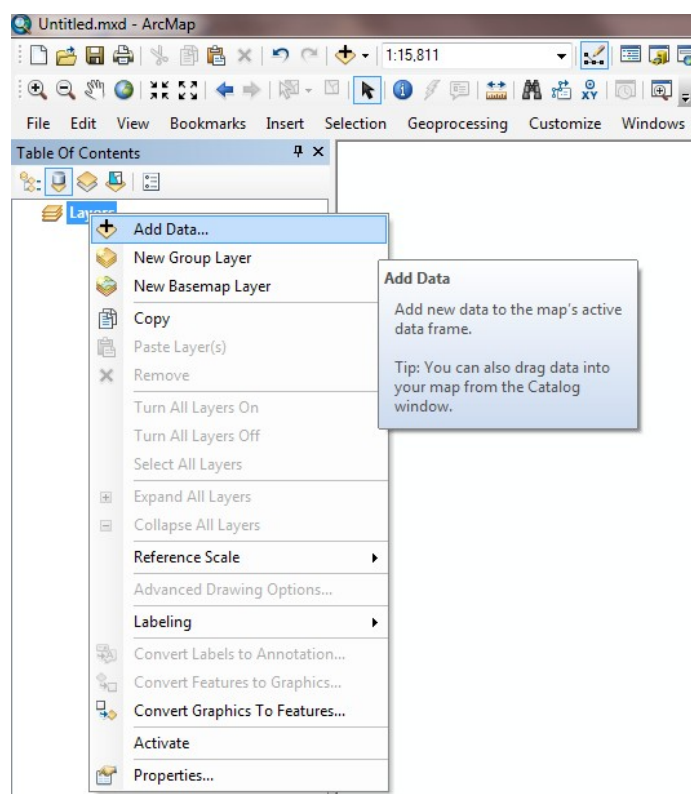 Untitled.mxd - ArcMap
1:15,811
File Edit View Bookmarks Insert Selection Geoprocessing Customize Windows
Table Of Contents
Layers
Add Data...
New Group Layer
New Basemap Layer
Copy
Paste Layer(s)
Remove
Turn All Layers On
Turn All Layers Off
Select All Layers
Expand All Layers
Collapse All Layers
Reference Scale
Advanced Drawing Options...
Labeling
Convert Labels to Annotation...
Convert Features to Graphics...
Convert Graphics To Features...
Activate
Properties...
Add Data
Add new data to the map's active
data frame.
Tip: You can also drag data into
your map from the Catalog
window.